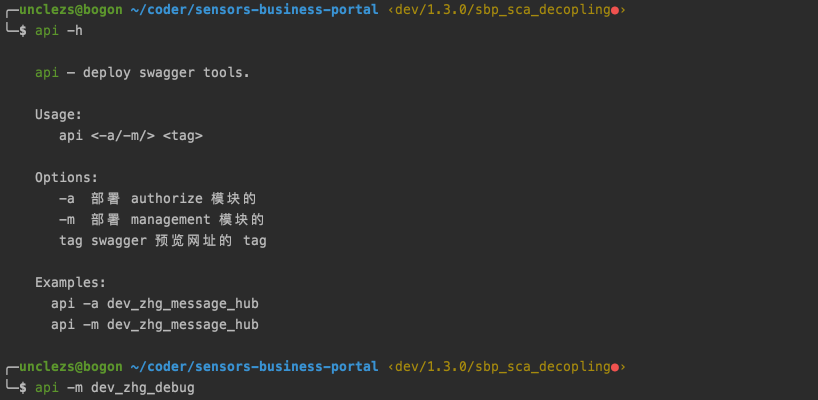 ╭─unclezs@bogon ~/coder/sensors-business-portal ‹dev/1.3.0/sbp_sca_decopling●›
╰─$ api -h
api – deploy swagger tools.
Usage:
api <-a/-m/> <tag>
Options:
-a 部署 authorize 模块的
-m 部署 management 模块的
tag swagger 预览网址的 tag
Examples:
api -a dev_zhg_message_hub
api -m dev_zhg_message_hub
╭─unclezs@bogon ~/coder/sensors-business-portal ‹dev/1.3.0/sbp_sca_decopling●›
╰─$ api -m dev_zhg_debug